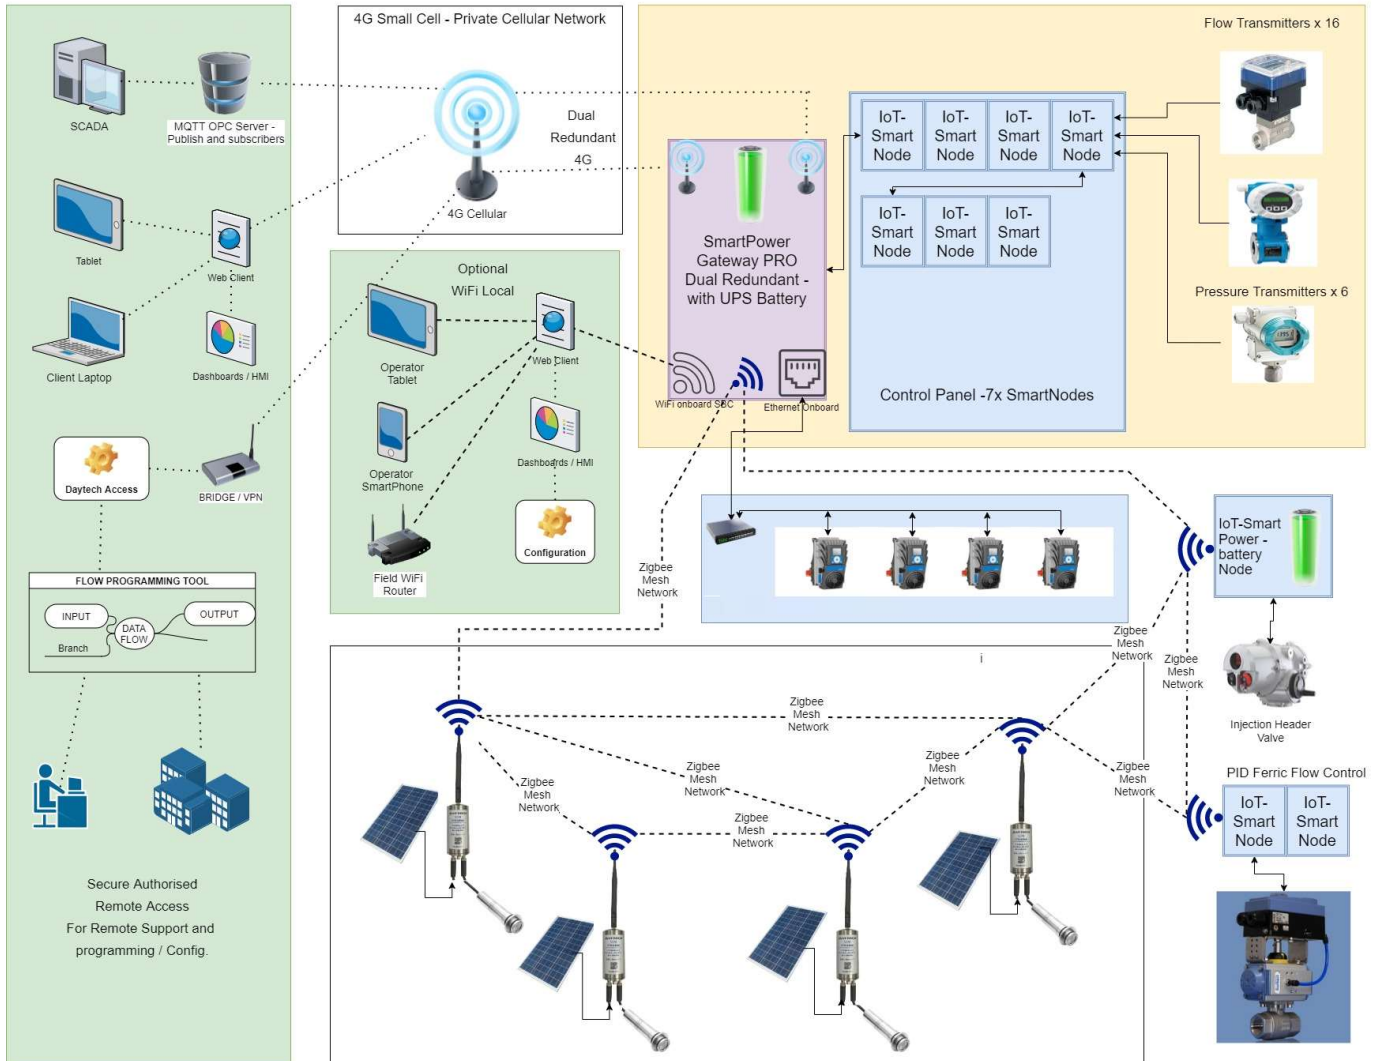 SCADA
MQTT OPC Server -
Publish and subscribers
Tablet
Web Client
Client Laptop
Dashboards / HMI
Daytech Access
BRIDGE / VPN
FLOW PROGRAMMING TOOL
INPUT
OUTPUT
DATA
FLOW
Branch
Secure Authorised
Remote Access
For Remote Support and
programming / Config.
4G Small Cell - Private Cellular Network
Dual
Redundant
4G
4G Cellular
Optional
WiFi Local
Operator
Tablet
Web Client
Operator
SmartPhone
Dashboards / HMI
Field WiFi
Router
Configuration
SmartPower
Gateway PRO
Dual Redundant -
with UPS Battery
WiFi onboard SBC
Ethernet Onboard
IoT-
Smart
Node
IoT-
Smart
Node
IoT-
Smart
Node
IoT-
Smart
Node
IoT-
Smart
Node
IoT-
Smart
Node
IoT-
Smart
Node
Control Panel -7x SmartNodes
Flow Transmitters x 16
Pressure Transmitters x 6
Zigbee
Mesh
Network
IoT-Smart
Power -
battery
Node
Injection Header
Valve
Zigbee
Mesh
Network
Zigbee
Mesh
Network
i
Zigbee
Mesh
Network
Zigbee
Mesh
Network
Zigbee
Mesh
Network
Zigbee
Mesh
Network
Zigbee
Mesh
Network
Zigbee
Mesh
Network
PID Ferric Flow Control
IoT-
Smart
Node
IoT-
Smart
Node